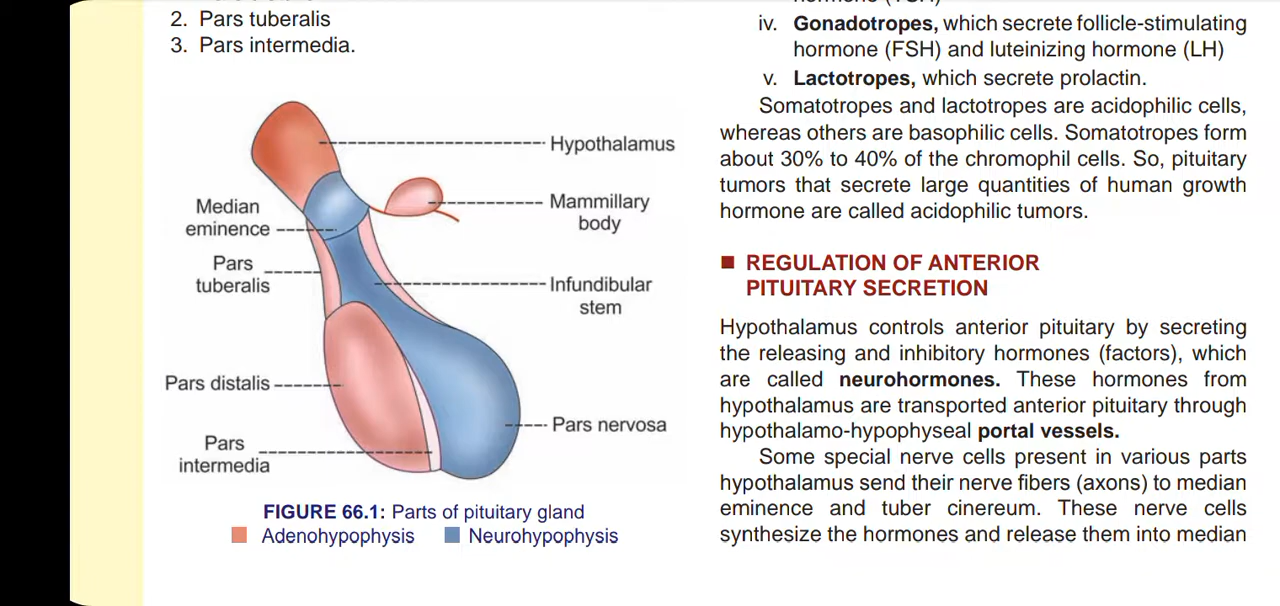 2. Pars tuberalis
3. Pars intermedia.
Hypothalamus
Median
eminence
Mammillary
body
Pars
tuberalis
Infundibular
stem
Pars distalis
Pars nervosa
Pars
intermedia
FIGURE 66.1: Parts of pituitary gland
Adenohypophysis Neurohypophysis
iv. Gonadotropes, which secrete follicle-stimulating
hormone (FSH) and luteinizing hormone (LH)
v. Lactotropes, which secrete prolactin.
Somatotropes and lactotropes are acidophilic cells,
whereas others are basophilic cells. Somatotropes form
about 30% to 40% of the chromophil cells. So, pituitary
tumors that secrete large quantities of human growth
hormone are called acidophilic tumors.
REGULATION OF ANTERIOR
PITUITARY SECRETION
Hypothalamus controls anterior pituitary by secreting
the releasing and inhibitory hormones (factors), which
are called neurohormones. These hormones from
hypothalamus are transported anterior pituitary through
hypothalamo-hypophyseal portal vessels.
Some special nerve cells present in various parts
hypothalamus send their nerve fibers (axons) to median
eminence and tuber cinereum. These nerve cells
synthesize the hormones and release them into median